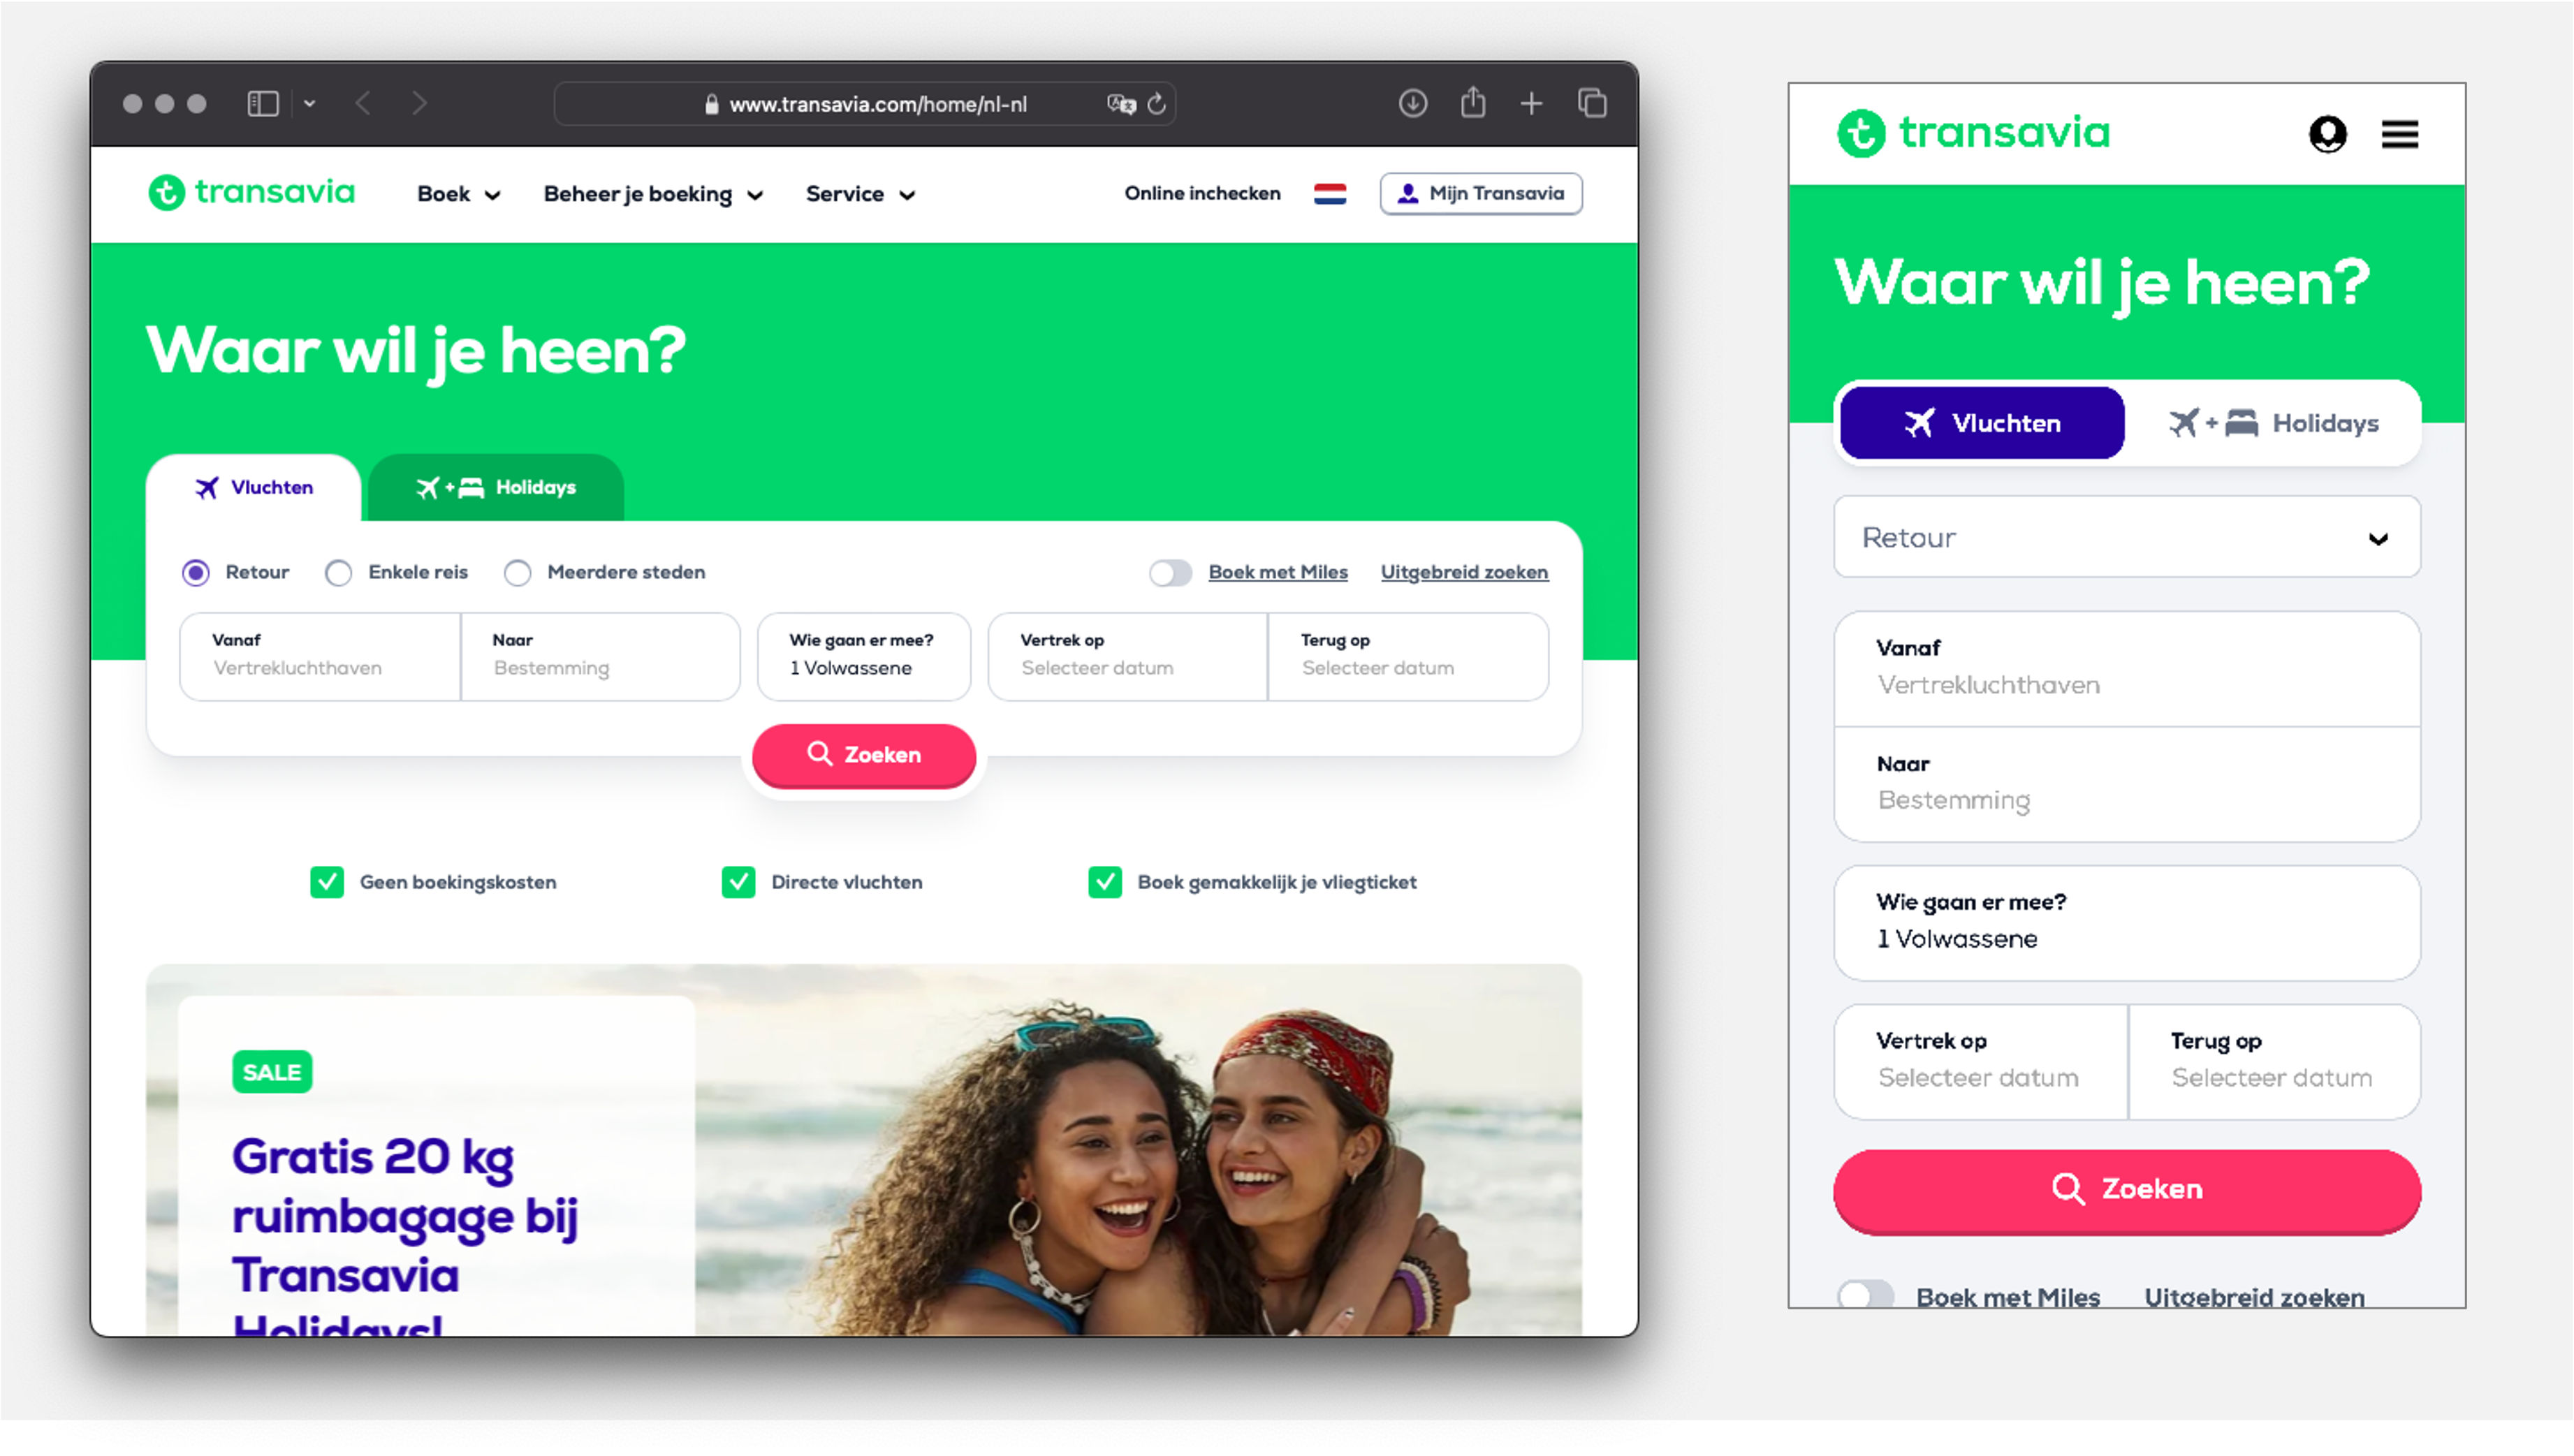 www.transavia.com/home/nl-nl
transavia Boek Beheer je boeking Service Online inchecken Mijn Transavia
Waar wil je heen?
Vluchten + Holidays
Retour Enkele reis Meerdere steden Boek met Miles Uitgebreid zoeken
Vanaf Naar Wie gaan er mee? Vertrek op Terug op
Vertrekluchthaven Bestemming 1 Volwassene Selecteer datum Selecteer datum
Zoeken
Geen boekingskosten Directe vluchten Boek gemakkelijk je vliegticket
SALE
Gratis 20 kg
ruimbagage bij
Transavia
Holidays!
transavia
Waar wil je heen?
Vluchten + Holidays
Retour
Vanaf
Vertrekluchthaven
Naar
Bestemming
Wie gaan er mee?
1 Volwassene
Vertrek op Terug op
Selecteer datum Selecteer datum
Zoeken
Boek met Miles Uitgebreid zoeken